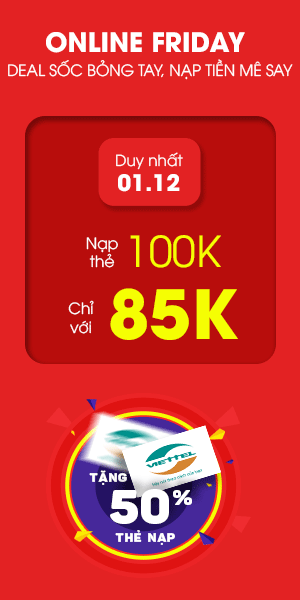 ONLINE FRIDAY
DEAL SỐC BỎNG TAY, NẠP TIỀN MÊ SAY
Duy nhất
01.12
Nạp thẻ 100K
Chỉ với 85K
VIETTEL
TẶNG
50%
THẺ NẠP